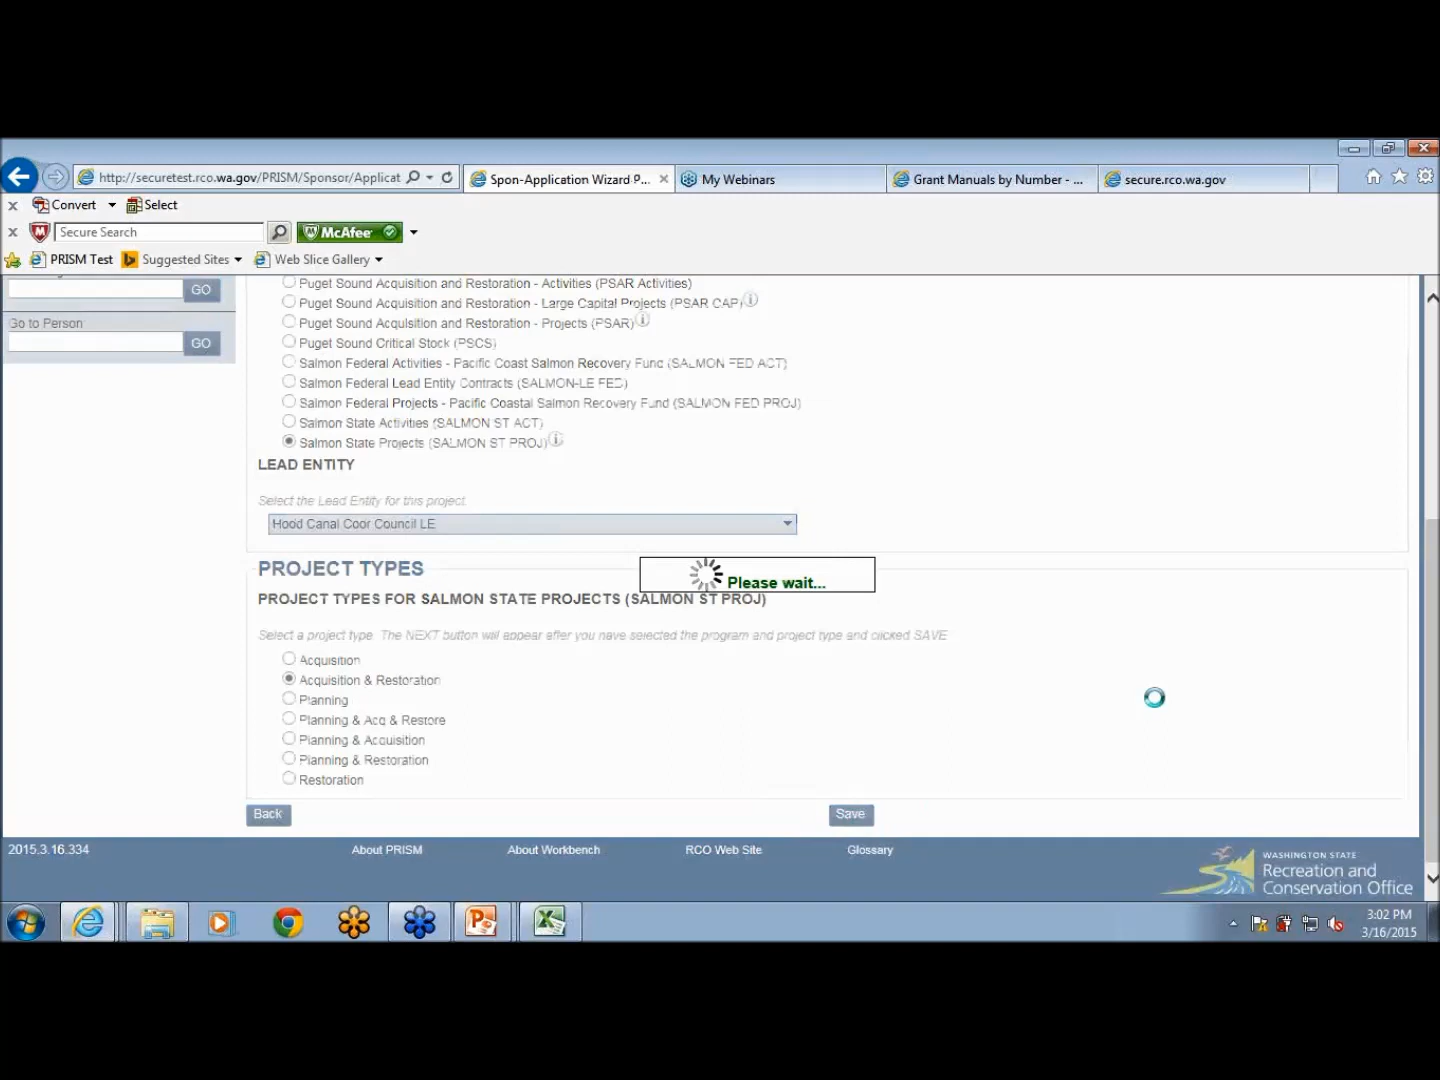 http://securetest.rco.wa.gov/PRISM/Sponsor/Applicat
Spon-Application Wizard P...
My Webinars
Grant Manuals by Number - ...
secure.rco.wa.gov
Convert
Select
Secure Search
McAfee
PRISM Test
Suggested Sites
Web Slice Gallery
GO
Go to Person
GO
Puget Sound Acquisition and Restoration - Activities (PSAR Activities)
Puget Sound Acquisition and Restoration - Large Capital Projects (PSAR CAP)
Puget Sound Acquisition and Restoration - Projects (PSAR)
Puget Sound Critical Stock (PSCS)
Salmon Federal Activities - Pacific Coast Salmon Recovery Fund (SALMON FED ACT)
Salmon Federal Lead Entity Contracts (SALMON-LE FED)
Salmon Federal Projects - Pacific Coastal Salmon Recovery Fund (SALMON FED PROJ)
Salmon State Activities (SALMON ST ACT)
Salmon State Projects (SALMON ST PROJ)
LEAD ENTITY
Select the Lead Entity for this project.
Hood Canal Coor Council LE
PROJECT TYPES
Please wait...
PROJECT TYPES FOR SALMON STATE PROJECTS (SALMON ST PROJ)
Select a project type. The NEXT button will appear after you have selected the program and project type and clicked SAVE
Acquisition
Acquisition & Restoration
Planning
Planning & Acq & Restore
Planning & Acquisition
Planning & Restoration
Restoration
Back
Save
2015.3.16.334
About PRISM
About Workbench
RCO Web Site
Glossary
WASHINGTON STATE
Recreation and
Conservation Office
3:02 PM
3/16/2015